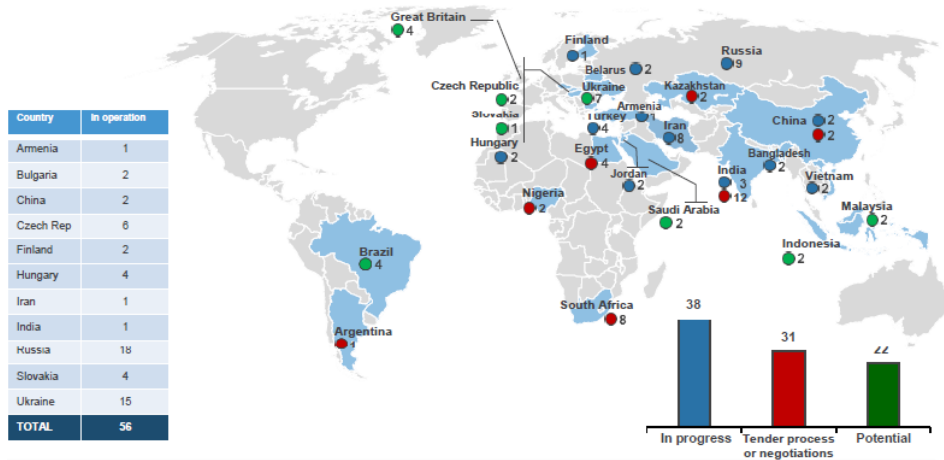 Great Britain
4
Finland
1
Russia
9
Belarus 2
Czech Republic
2
Ukraine
7
Kazakhstan
2
Slovakia
1
Armenia
1
Turkey
4
Iran
8
China 2
2
Hungary
2
Egypt
4
Jordan
2
India
3
12
Bangladesh
2
Vietnam
2
Nigeria
2
Saudi Arabia
2
Malaysia
2
Indonesia
2
Brazil
4
South Africa
8
Argentina
1
Country In operation
Armenia 1
Bulgaria 2
China 2
Czech Rep 6
Finland 2
Hungary 4
Iran 1
India 1
Russia 18
Slovakia 4
Ukraine 15
TOTAL 56
38
31
22
In progress
Tender process
or negotiations
Potential